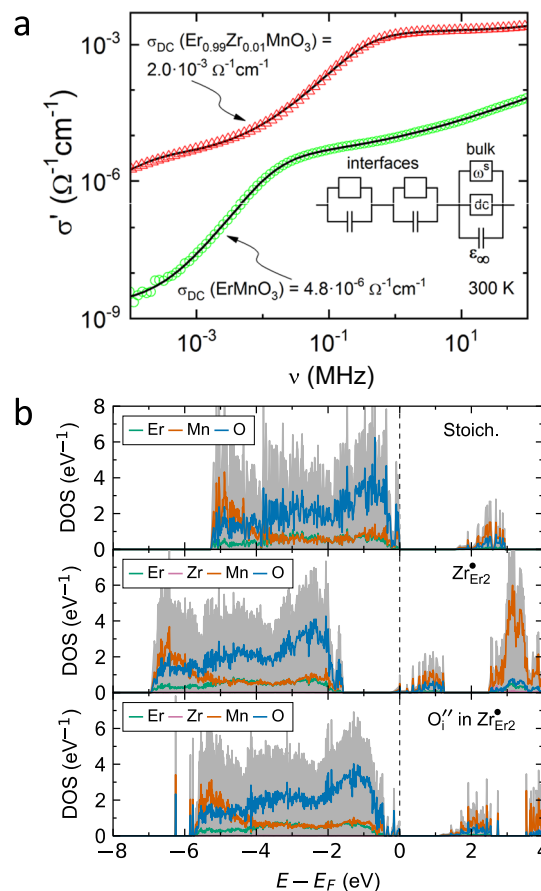 a
σ_DC (Er₀.₉₉Zr₀.₀₁MnO₃) =
2.0·10⁻³ Ω⁻¹cm⁻¹
10⁻³
10⁻⁶
10⁻⁹
σ' (Ω⁻¹cm⁻¹)
interfaces
bulk
ωˢ
dc
ε∞
σ_DC (ErMnO₃) = 4.8·10⁻⁶ Ω⁻¹cm⁻¹
300 K
10⁻³ 10⁻¹ 10¹
ν (MHz)
b
8
6
4
2
0
DOS (eV⁻¹)
Er Mn O
Stoich.
6
4
2
0
DOS (eV⁻¹)
Er Zr Mn O
Zr•Er2
6
4
2
0
DOS (eV⁻¹)
Er Zr Mn O
O′′i in Zr•Er2
−8 −6 −4 −2 0 2 4
E − E_F (eV)